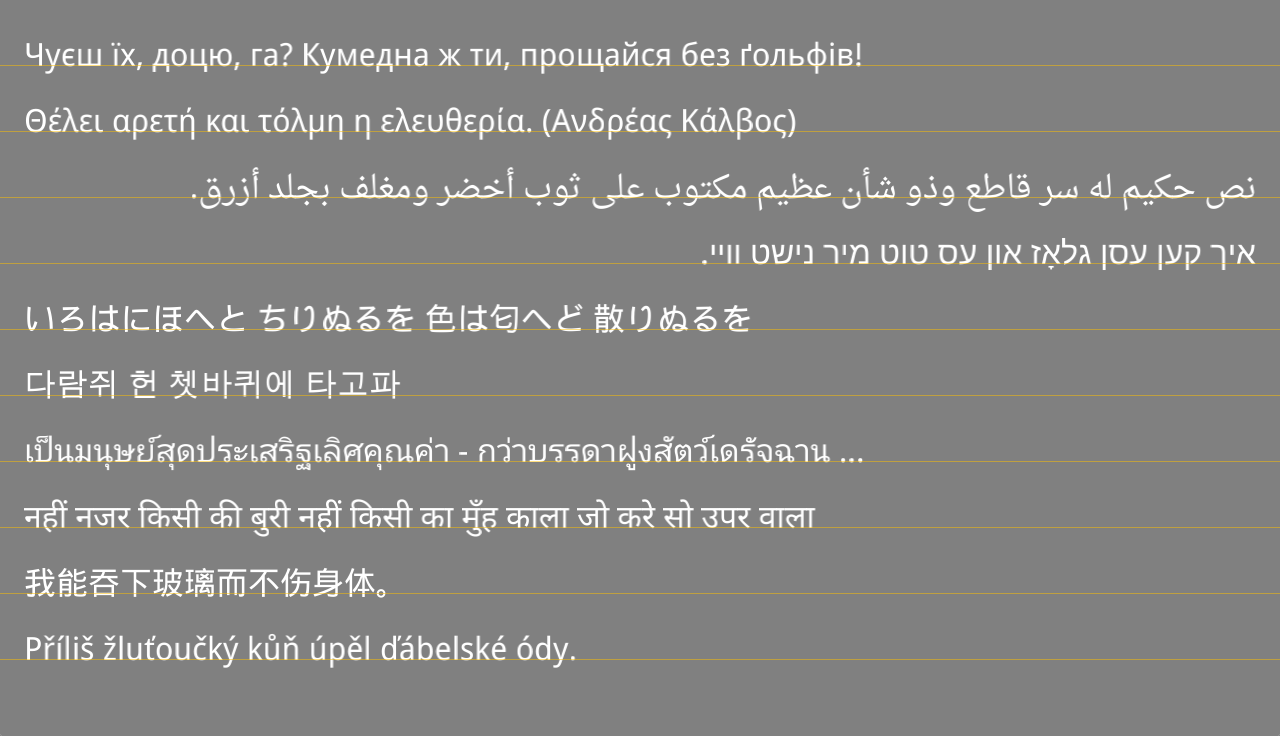 Чуєш їх, доцю, га? Кумедна ж ти, прощайся без ґольфів!
Θέλει αρετή και τόλμη η ελευθερία. (Ανδρέας Κάλβος)
نص حكيم له سر قاطع وذو شأن عظيم مكتوب على ثوب أخضر ومغلف بجلد أزرق.
איך קען עסן גלאָז און עס טוט מיר נישט וויי.
いろはにほへと ちりぬるを 色は匂へど 散りぬるを
다람쥐 헌 쳇바퀴에 타고파
เป็นมนุษย์สุดประเสริฐเลิศคุณค่า - กว่าบรรดาฝูงสัตว์เดรัจฉาน ...
नहीं नजर किसी की बुरी नहीं किसी का मुँह काला जो करे सो उपर वाला
我能吞下玻璃而不伤身体。
Příliš žluťoučký kůň úpěl ďábelské ódy.